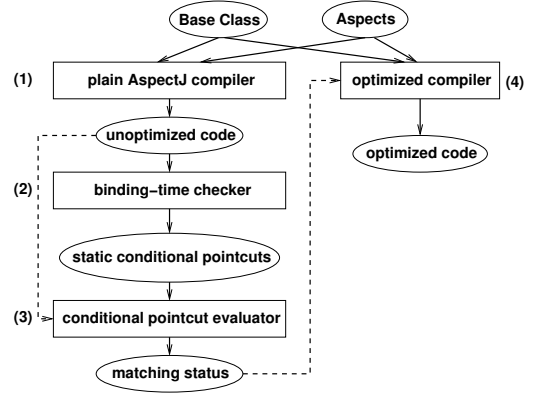 Base Class
Aspects
(1)
plain AspectJ compiler
optimized compiler
(4)
unoptimized code
optimized code
(2)
binding-time checker
static conditional pointcuts
(3)
conditional pointcut evaluator
matching status